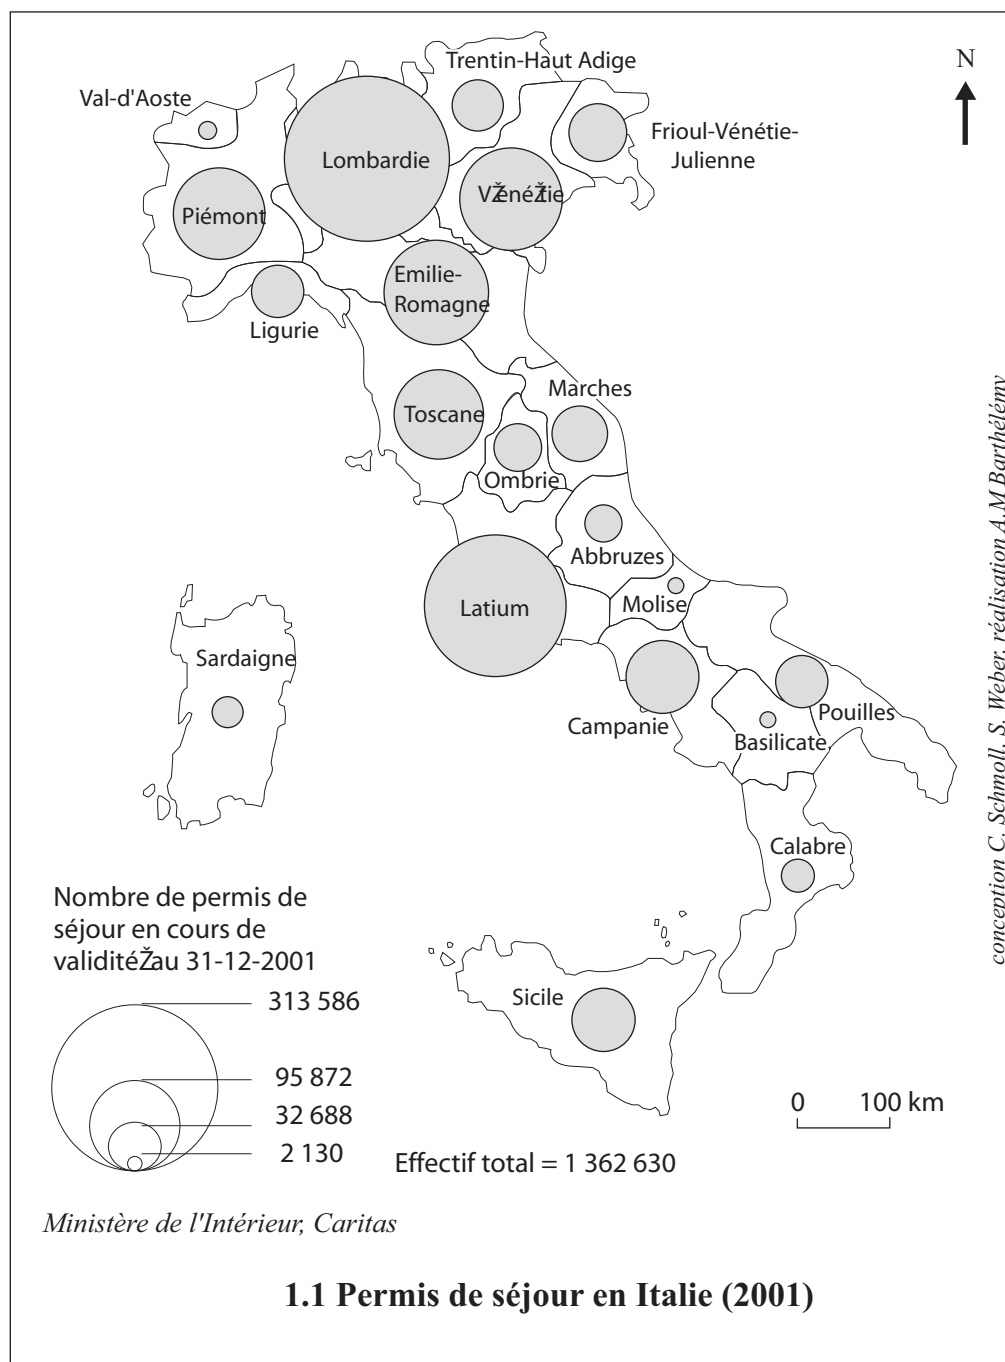 Trentin-Haut Adige
N
Val-d'Aoste
Frioul-Vénétie-
Julienne
Lombardie
VŽénéŽtie
Piémont
Emilie-
Romagne
Ligurie
Marches
Toscane
Ombrie
Abbruzes
Latium
Molise
Sardaigne
Campanie
Pouilles
Basilicate
Calabre
Sicile
Nombre de permis de
séjour en cours de
validitéŽau 31-12-2001
313 586
95 872
32 688
2 130
0 100 km
Effectif total = 1 362 630
Ministère de l'Intérieur, Caritas
1.1 Permis de séjour en Italie (2001)
conception C. Schmoll, S. Weber, réalisation A.M Barthélémy